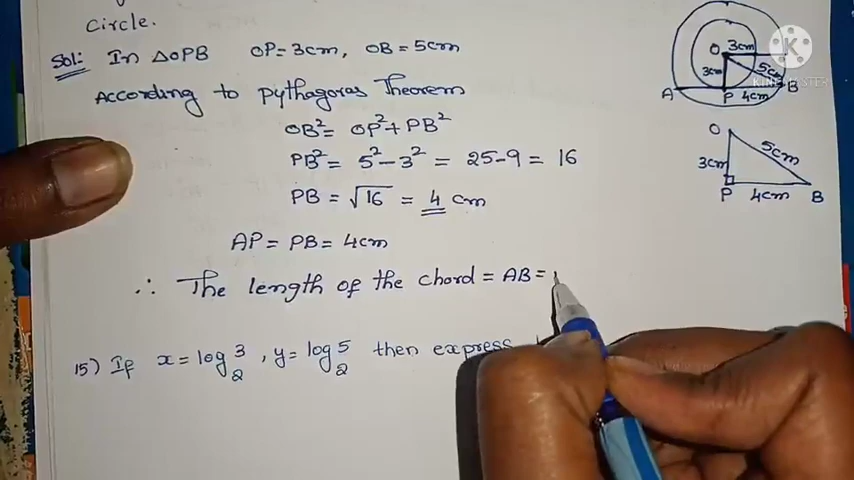 circle.
Sol:- In △OPB OP=3cm, OB=5cm
According to pythagoras Theorem
OB²= OP²+PB²
PB²= 5²-3² = 25-9 = 16
PB = √16 = 4 cm
AP = PB = 4cm
∴ The length of the chord = AB =
15) If x = log₂3, y = log₂5 then express
O 3cm
3cm 5cm
A P 4cm B
O
3cm 5cm
P 4cm B
K
KINEMASTER